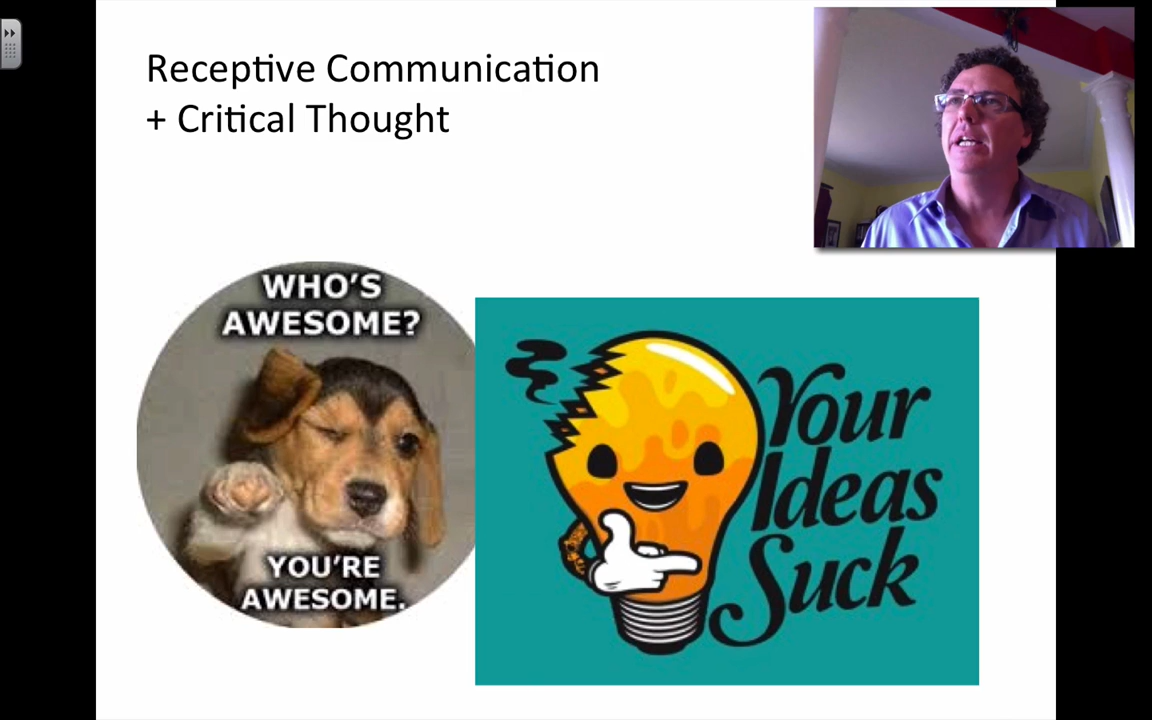 Receptive Communication
+ Critical Thought
WHO'S
AWESOME?
YOU'RE
AWESOME.
Your
Ideas
Suck